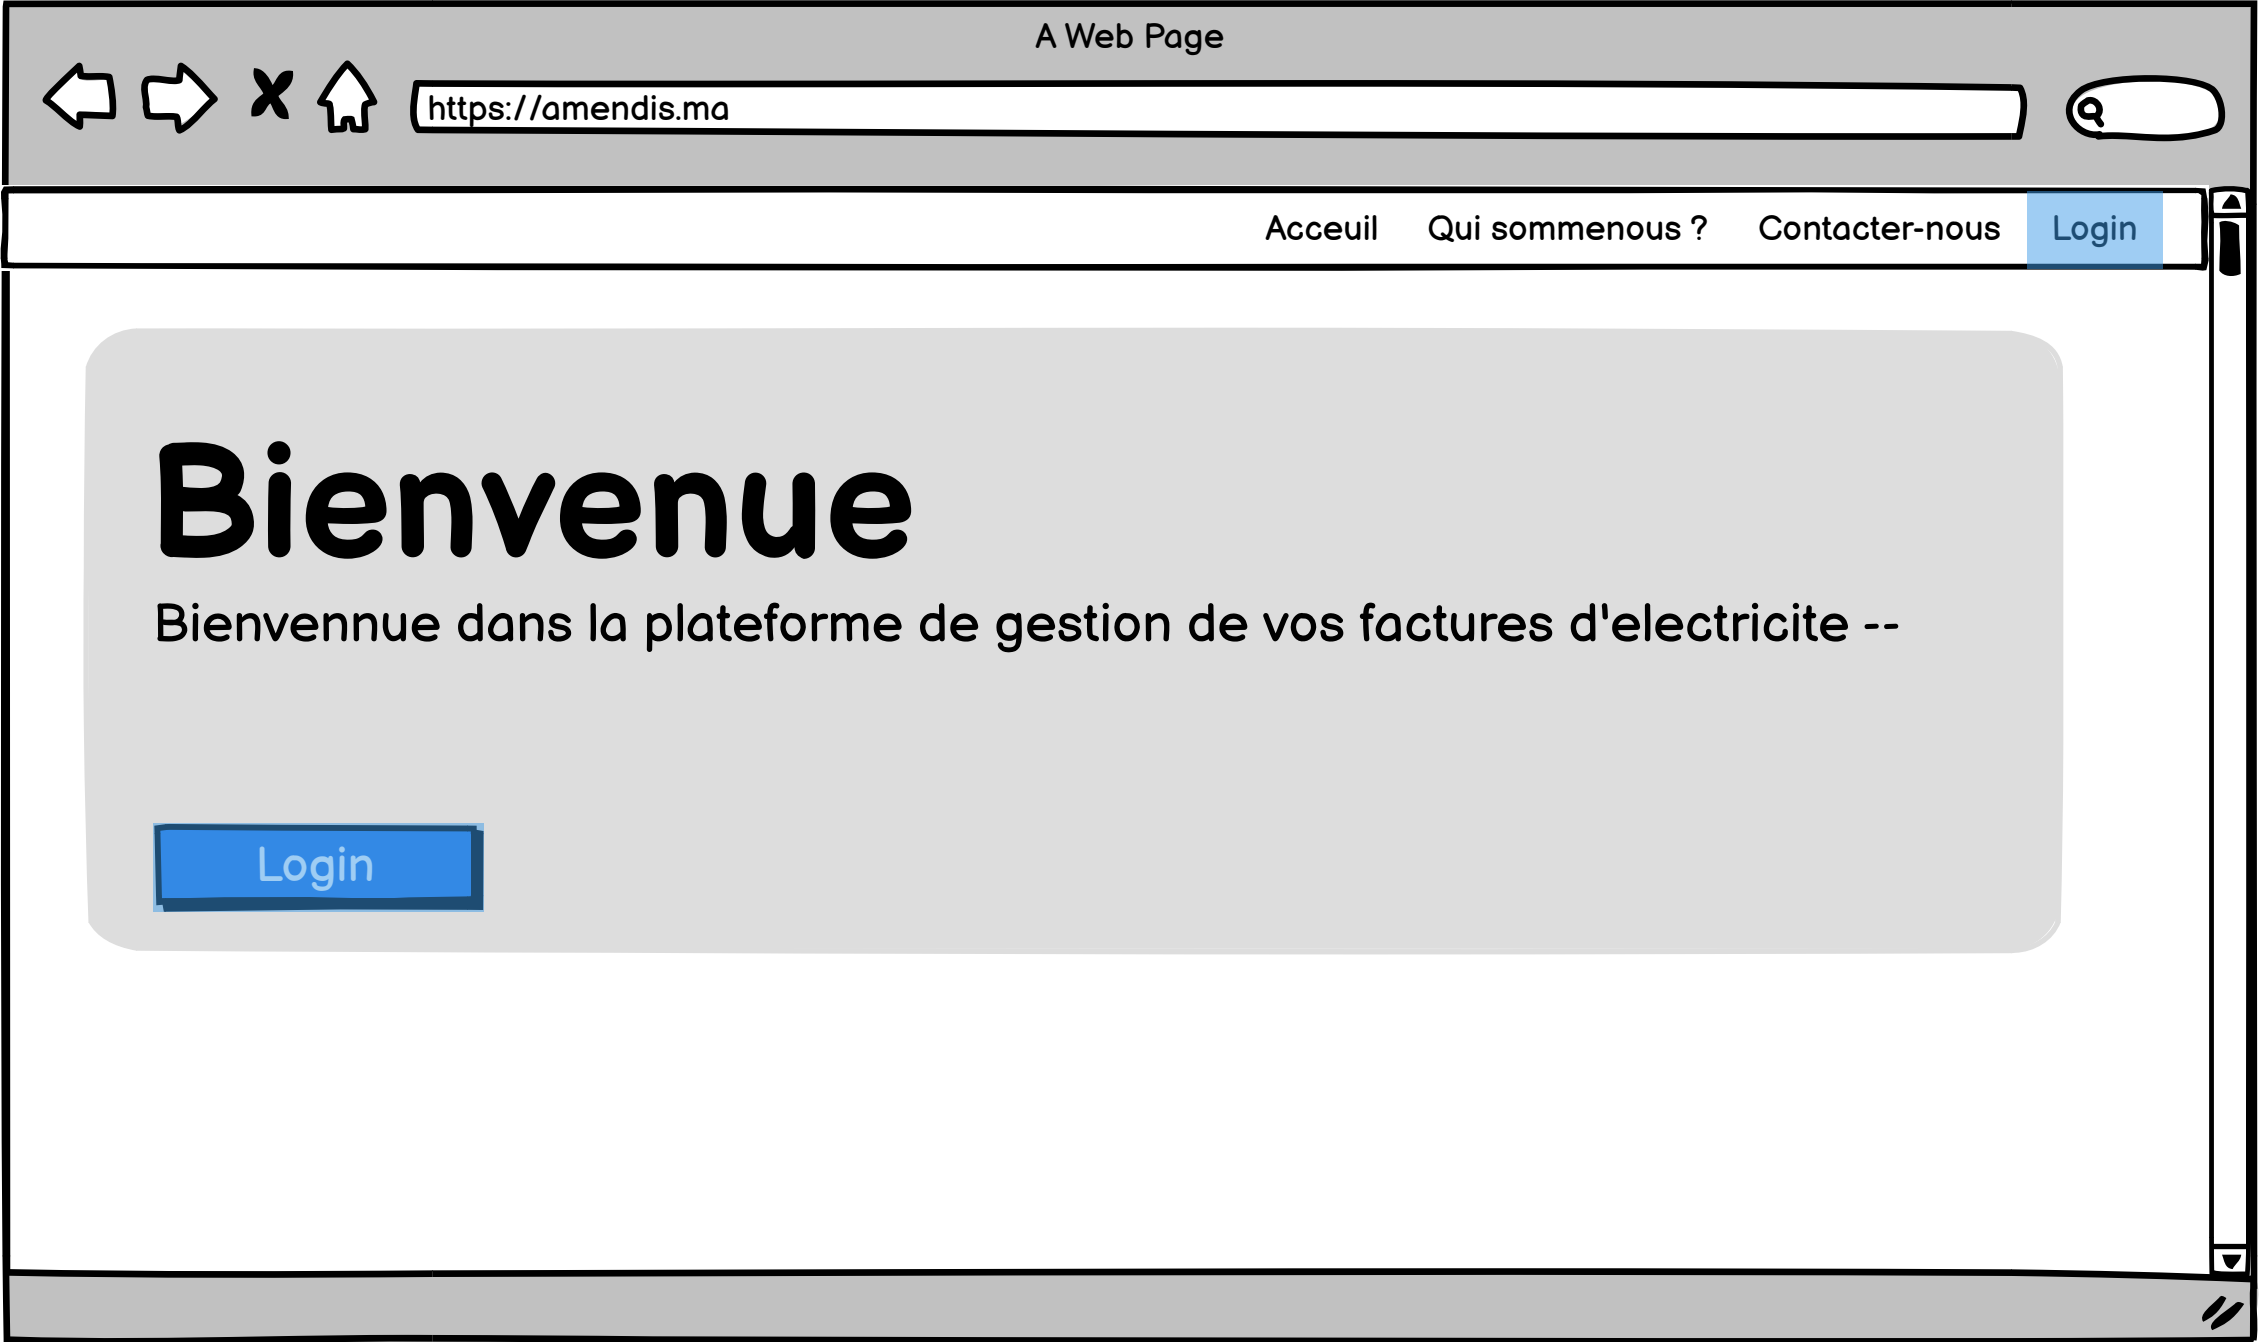 A Web Page
https://amendis.ma
Acceuil Qui sommenous ? Contacter-nous Login
Bienvenue
Bienvennue dans la plateforme de gestion de vos factures d'electricite --
Login